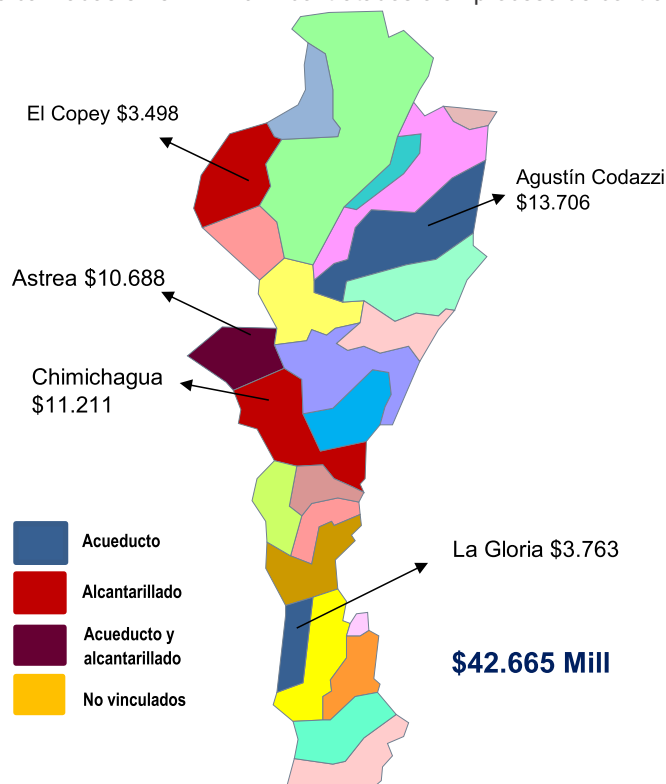 El Copey $3.498
Agustín Codazzi
$13.706
Astrea $10.688
Chimichagua
$11.211
La Gloria $3.763
Acueducto
Alcantarillado
Acueducto y
alcantarillado
No vinculados
$42.665 Mill